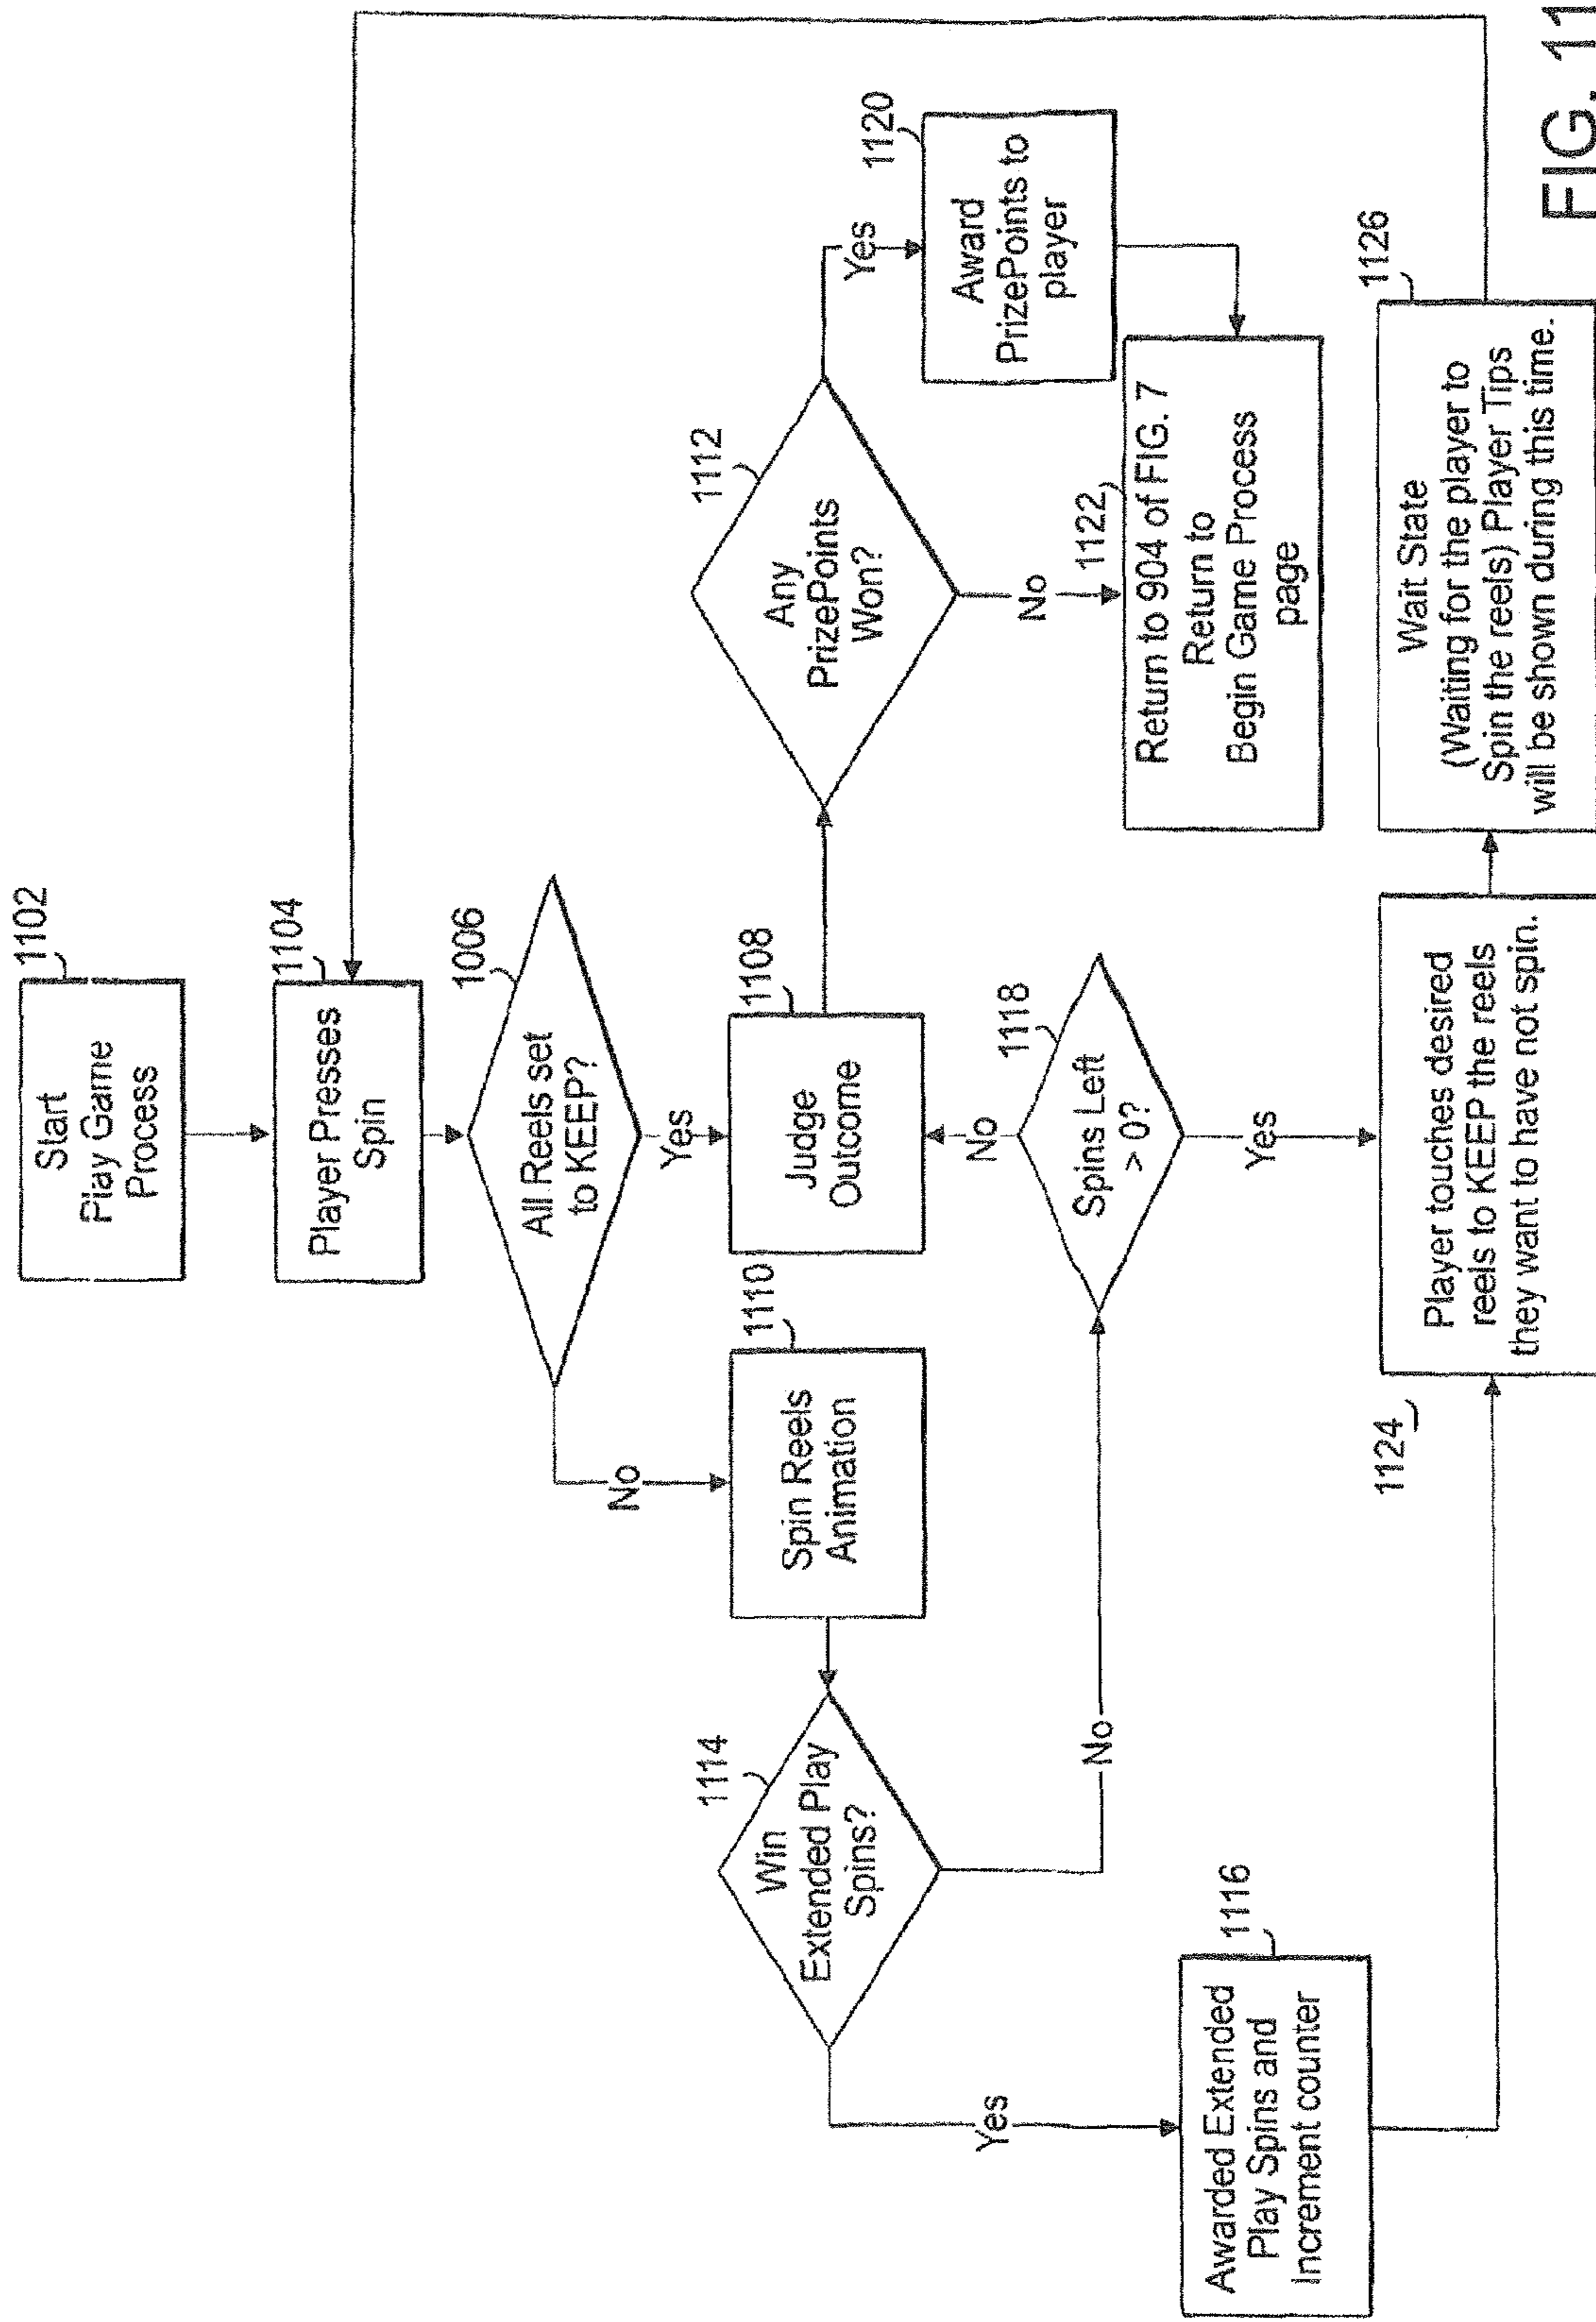 1102
Start
Play Game
Process
1104
Player Presses
Spin
1006
All Reels set
to KEEP?
No
Yes
1110
Spin Reels
Animation
1108
Judge
Outcome
1112
Any
PrizePoints
Won?
Yes
No
1120
Award
PrizePoints to
player
1114
Win
Extended Play
Spins?
Yes
No
1118
Spins Left
> 0?
No
Yes
1122
Return to 904 of FIG. 7
Return to
Begin Game Process
page
1116
Awarded Extended
Play Spins and
Increment counter
1124
Player touches desired
reels to KEEP the reels
they want to have not spin.
1126
Wait State
(Waiting for the player to
Spin the reels) Player Tips
will be shown during this time.
FIG. 11